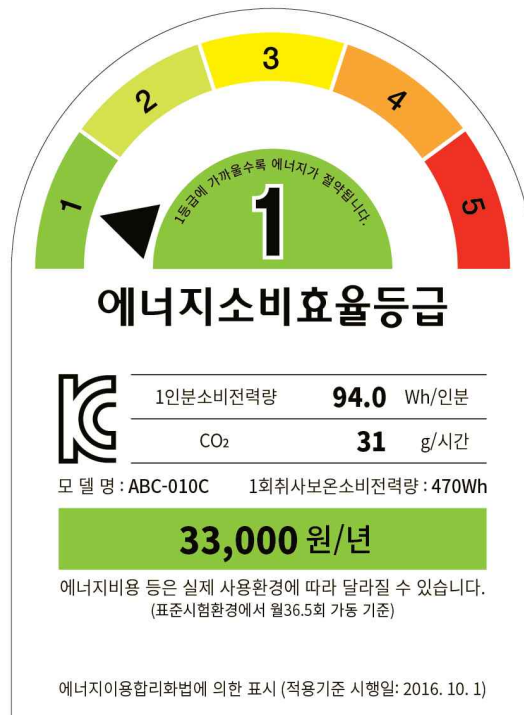 1
2
3
4
5
1등급에 가까울수록 에너지가 절약됩니다.
1
에너지소비효율등급
1인분소비전력량 94.0 Wh/인분
CO₂ 31 g/시간
모 델 명 : ABC-010C 1회취사보온소비전력량 : 470Wh
33,000 원/년
에너지비용 등은 실제 사용환경에 따라 달라질 수 있습니다.
(표준시험환경에서 월36.5회 가동 기준)
에너지이용합리화법에 의한 표시 (적용기준 시행일: 2016. 10. 1)